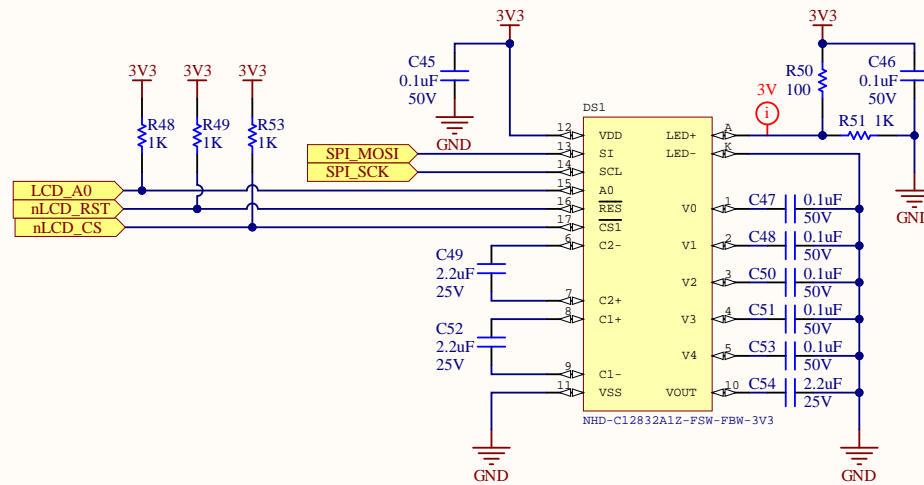 3V3
3V3
3V3
3V3
3V3
C45
0.1uF
50V
GND
R50
100
C46
0.1uF
50V
3V
i
R48
1K
R49
1K
R53
1K
R51 1K
GND
DS1
SPI_MOSI
SPI_SCK
LCD_A0
nLCD_RST
nLCD_CS
12 VDD LED+ A
13 SI LED- K
14 SCL
15 A0
16 RES V0 1
17 CS1
6 C2- V1 2
V2 3
7 C2+
8 C1+ V3 4
V4 5
9 C1-
11 VSS VOUT 10
C47 0.1uF
50V
C48 0.1uF
50V
C50 0.1uF
50V
C51 0.1uF
50V
C53 0.1uF
50V
C54 2.2uF
25V
C49
2.2uF
25V
C52
2.2uF
25V
NHD-C12832A1Z-FSW-FBW-3V3
GND
GND